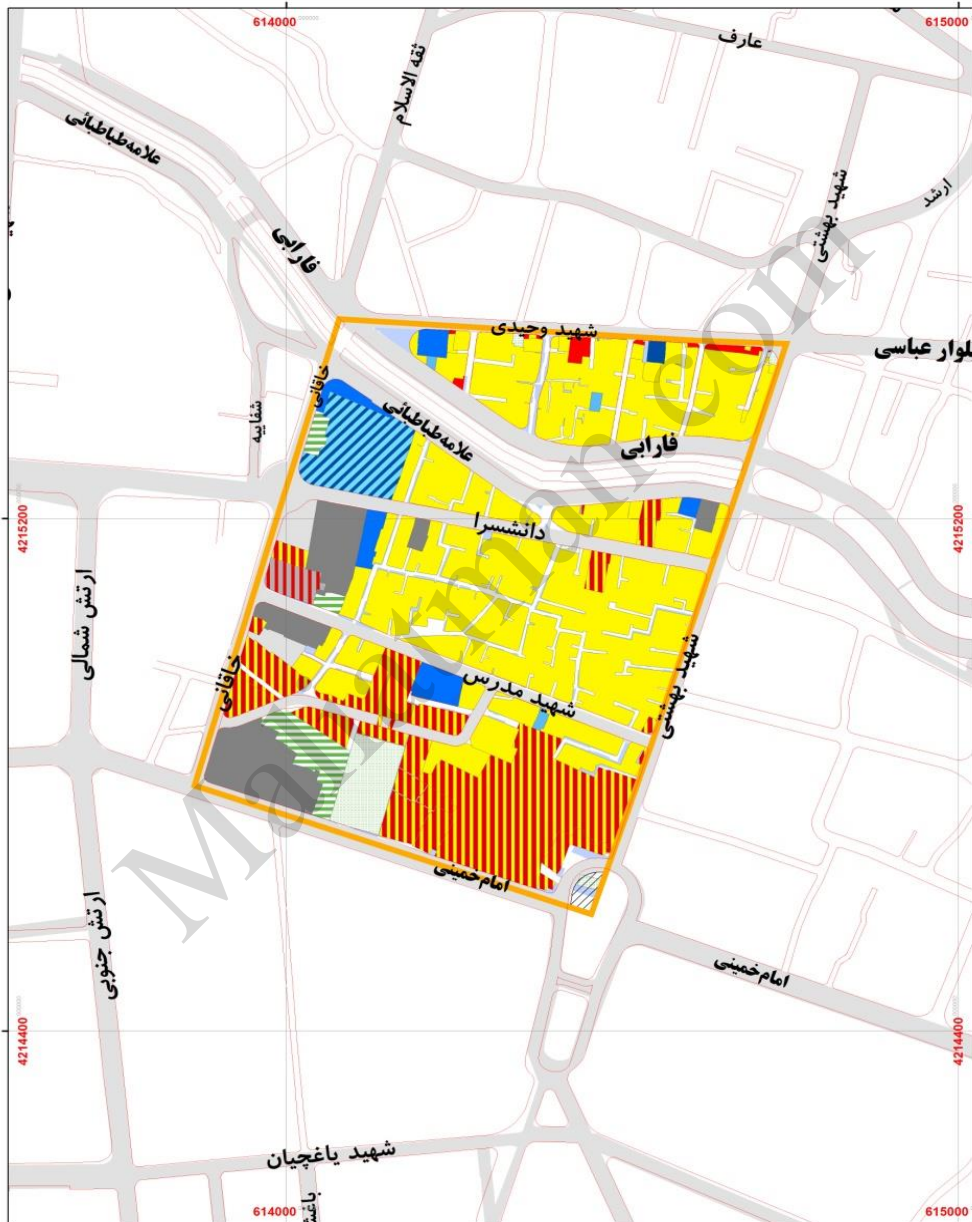 614000
615000
عارف
ثقه الاسلام
علامه‌طباطبائی
شهید بهشتی
ارشد
فارابی
شهید وحیدی
بلوار عباسی
خاقانی
شفاییه
علامه‌طباطبائی
فارابی
4215200
4215200
دانشسرا
ارتش شمالی
شهید بهشتی
خاقانی
شهید مدرس
Mamatman.com
امام‌خمینی
ارتش جنوبی
امام‌خمینی
4214400
4214400
شهید یاغچیان
614000
615000